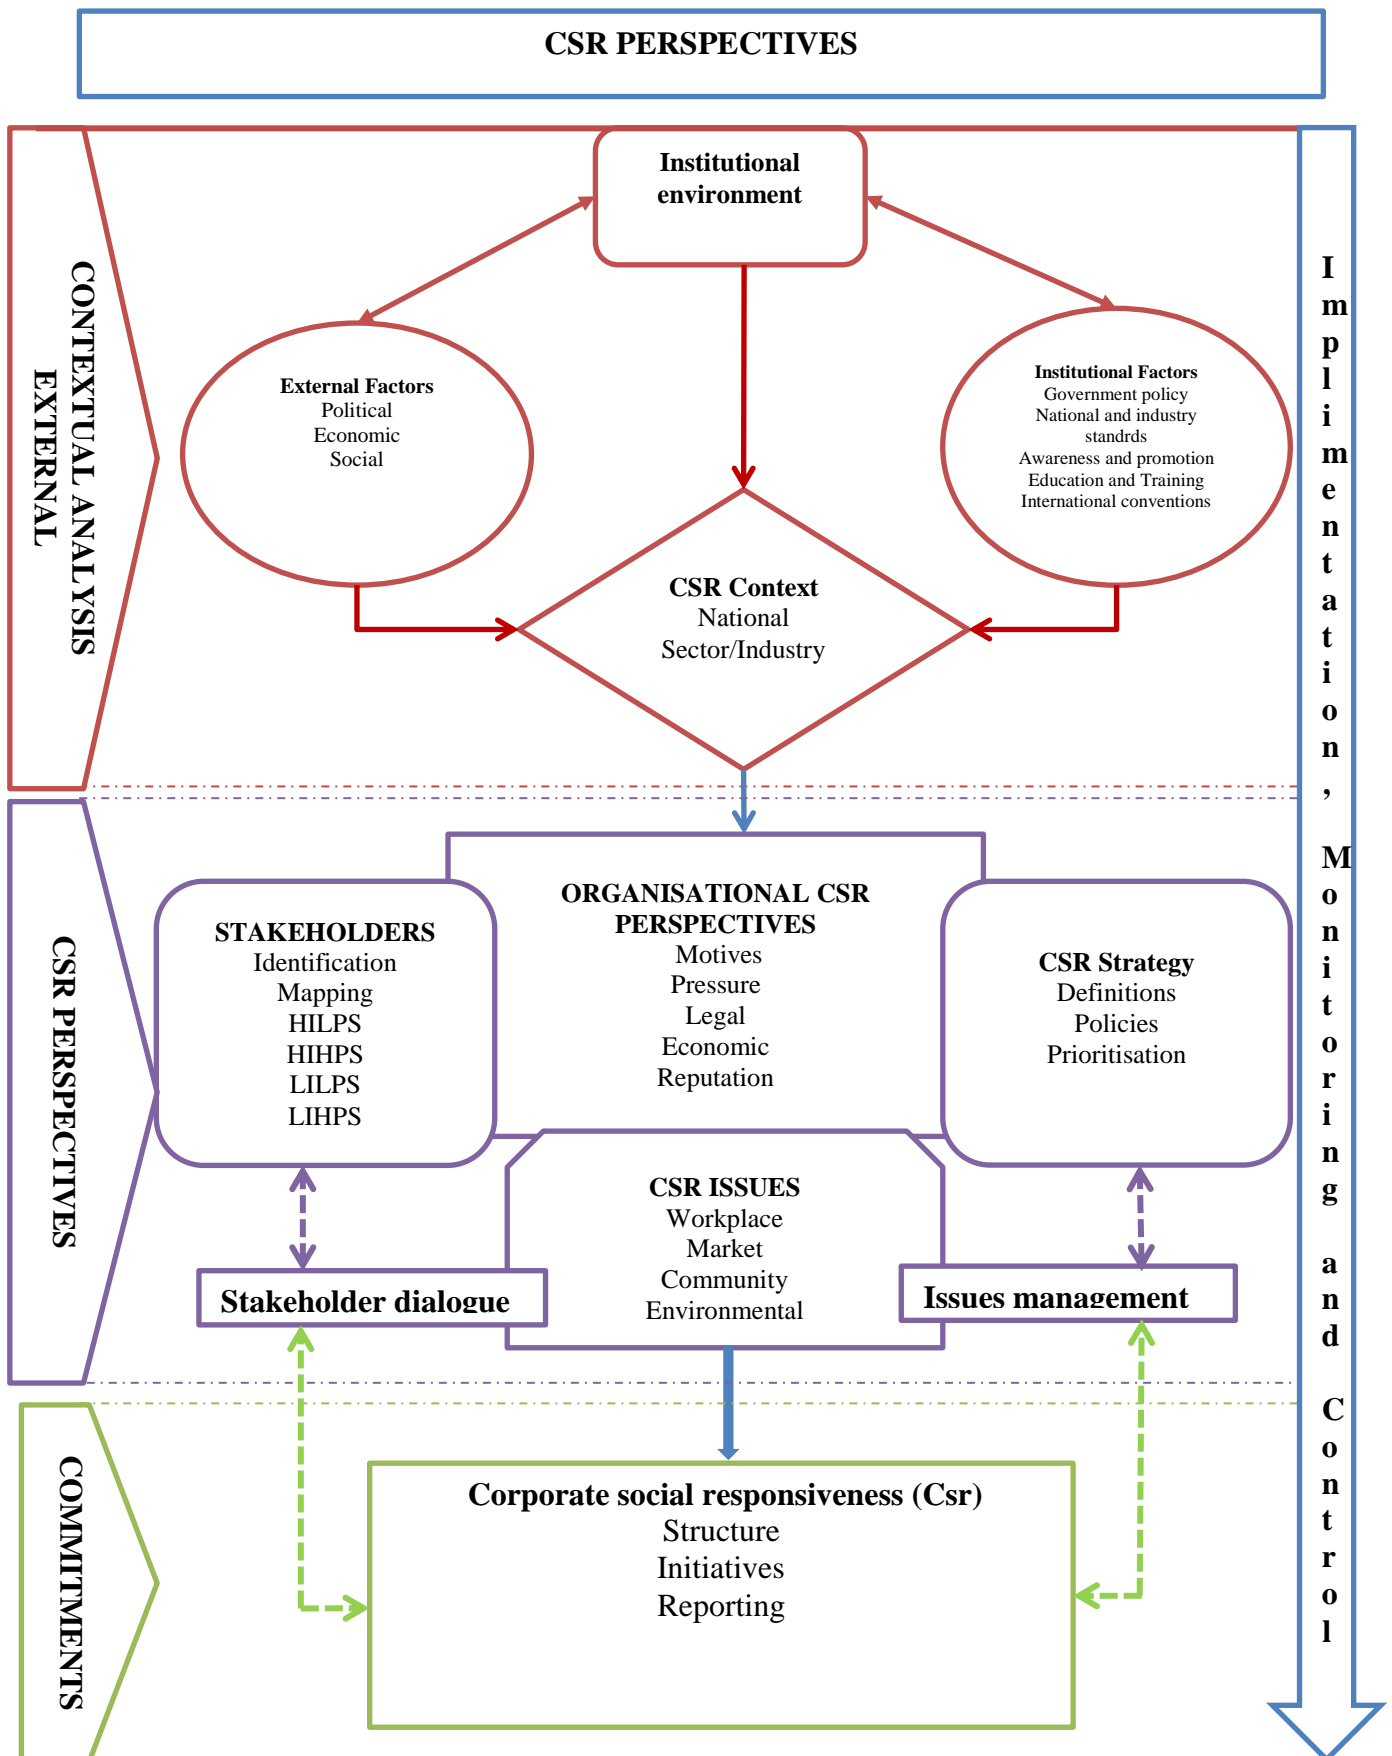 CSR PERSPECTIVES
CONTEXTUAL ANALYSIS
EXTERNAL
Institutional
environment
External Factors
Political
Economic
Social
Institutional Factors
Government policy
National and industry
standrds
Awareness and promotion
Education and Training
International conventions
CSR Context
National
Sector/Industry
CSR PERSPECTIVES
STAKEHOLDERS
Identification
Mapping
HILPS
HIHPS
LILPS
LIHPS
ORGANISATIONAL CSR
PERSPECTIVES
Motives
Pressure
Legal
Economic
Reputation
CSR Strategy
Definitions
Policies
Prioritisation
CSR ISSUES
Workplace
Market
Community
Environmental
Stakeholder dialogue
Issues management
COMMITMENTS
Corporate social responsiveness (Csr)
Structure
Initiatives
Reporting
Implimentation, Monitoring and Control